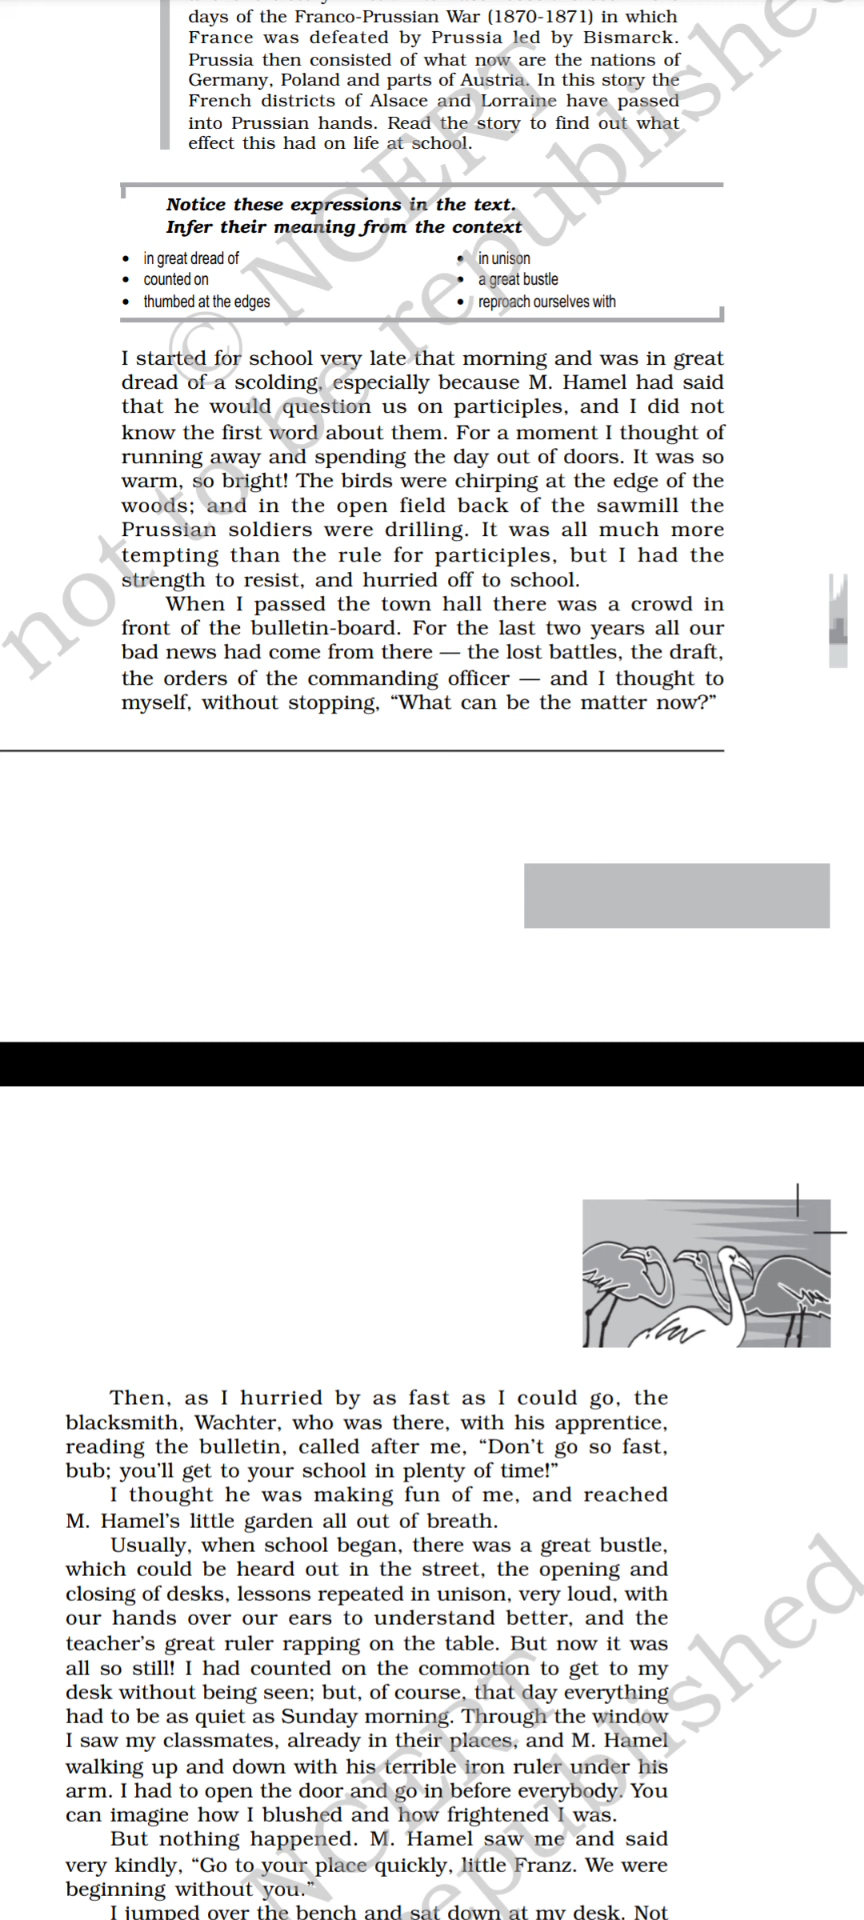 days of the Franco-Prussian War (1870-1871) in which
France was defeated by Prussia led by Bismarck.
Prussia then consisted of what now are the nations of
Germany, Poland and parts of Austria. In this story the
French districts of Alsace and Lorraine have passed
into Prussian hands. Read the story to find out what
effect this had on life at school.
Notice these expressions in the text.
Infer their meaning from the context
• in great dread of
• counted on
• thumbed at the edges
• in unison
• a great bustle
• reproach ourselves with
I started for school very late that morning and was in great
dread of a scolding, especially because M. Hamel had said
that he would question us on participles, and I did not
know the first word about them. For a moment I thought of
running away and spending the day out of doors. It was so
warm, so bright! The birds were chirping at the edge of the
woods; and in the open field back of the sawmill the
Prussian soldiers were drilling. It was all much more
tempting than the rule for participles, but I had the
strength to resist, and hurried off to school.
When I passed the town hall there was a crowd in
front of the bulletin-board. For the last two years all our
bad news had come from there — the lost battles, the draft,
the orders of the commanding officer — and I thought to
myself, without stopping, “What can be the matter now?”
© NCERT
not to be republished
Then, as I hurried by as fast as I could go, the
blacksmith, Wachter, who was there, with his apprentice,
reading the bulletin, called after me, “Don’t go so fast,
bub; you’ll get to your school in plenty of time!”
I thought he was making fun of me, and reached
M. Hamel’s little garden all out of breath.
Usually, when school began, there was a great bustle,
which could be heard out in the street, the opening and
closing of desks, lessons repeated in unison, very loud, with
our hands over our ears to understand better, and the
teacher’s great ruler rapping on the table. But now it was
all so still! I had counted on the commotion to get to my
desk without being seen; but, of course, that day everything
had to be as quiet as Sunday morning. Through the window
I saw my classmates, already in their places, and M. Hamel
walking up and down with his terrible iron ruler under his
arm. I had to open the door and go in before everybody. You
can imagine how I blushed and how frightened I was.
But nothing happened. M. Hamel saw me and said
very kindly, “Go to your place quickly, little Franz. We were
beginning without you.”
I jumped over the bench and sat down at my desk. Not
NCERT
republished